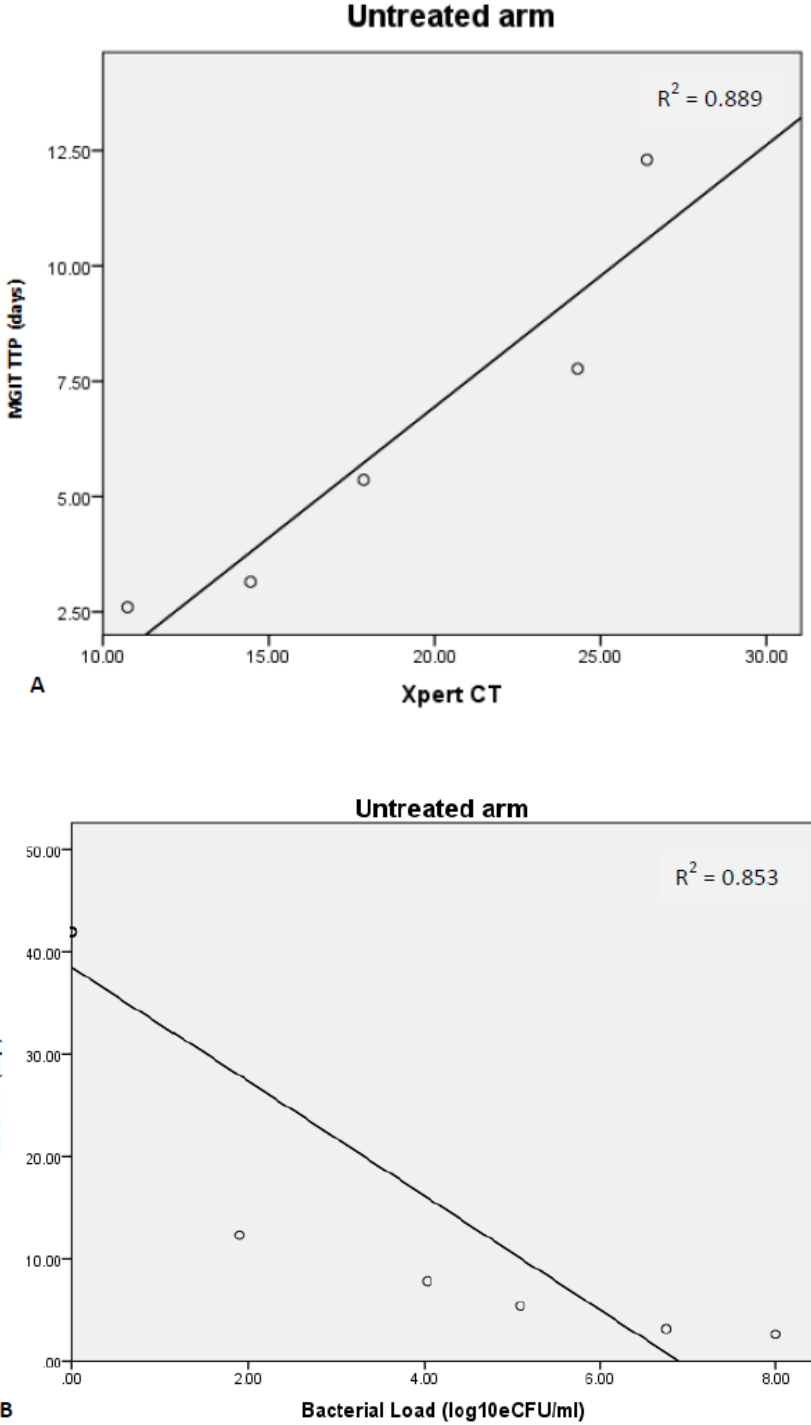 Untreated arm
R² = 0.889
12.50
10.00
7.50
5.00
2.50
MGIT TTP (days)
10.00 15.00 20.00 25.00 30.00
A
Xpert CT
Untreated arm
R² = 0.853
50.00
40.00
30.00
20.00
10.00
.00
.00 2.00 4.00 6.00 8.00
B
Bacterial Load (log10eCFU/ml)